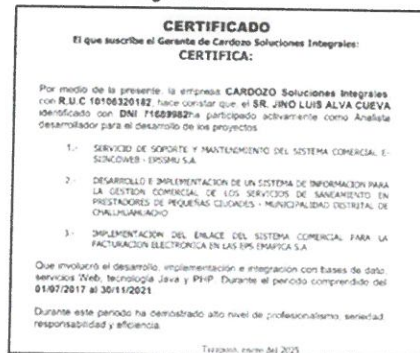 CERTIFICADO
El que suscribe el Gerente de Cardozo Soluciones Integrales:
CERTIFICA:
Por medio de la presente, la empresa CARDOZO Soluciones Integrales
con R.U.C 10106320182, hace constar que, el SR. JINO LUIS ALVA CUEVA
identificado con DNI 71689982ha participado activamente como Analista
desarrollador para el desarrollo de los proyectos
1.- SERVICIO DE SOPORTE Y MANTENIMIENTO DEL SISTEMA COMERCIAL E-
SIINCOWEB - EPSSMU S.A
2.- DESARROLLO E IMPLEMENTACION DE UN SISTEMA DE INFORMACION PARA
LA GESTION COMERCIAL DE LOS SERVICIOS DE SANEAMIENTO EN
PRESTADORES DE PEQUEÑAS CIUDADES - MUNICIPALIDAD DISTRITAL DE
CHALLHUAHUACHO
3.- IMPLEMENTACION DEL ENLACE DEL SISTEMA COMERCIAL PARA LA
FACTURACION ELECTRONICA EN LAS EPS EMAPICA S.A
Que involucró el desarrollo, implementación e integración con bases de dato,
servicios Web, tecnología Java y PHP. Durante el periodo comprendido del
01/07/2017 al 30/11/2021
Durante este periodo ha demostrado alto nivel de profesionalismo, seriedad
responsabilidad y eficiencia.
enero del 2025